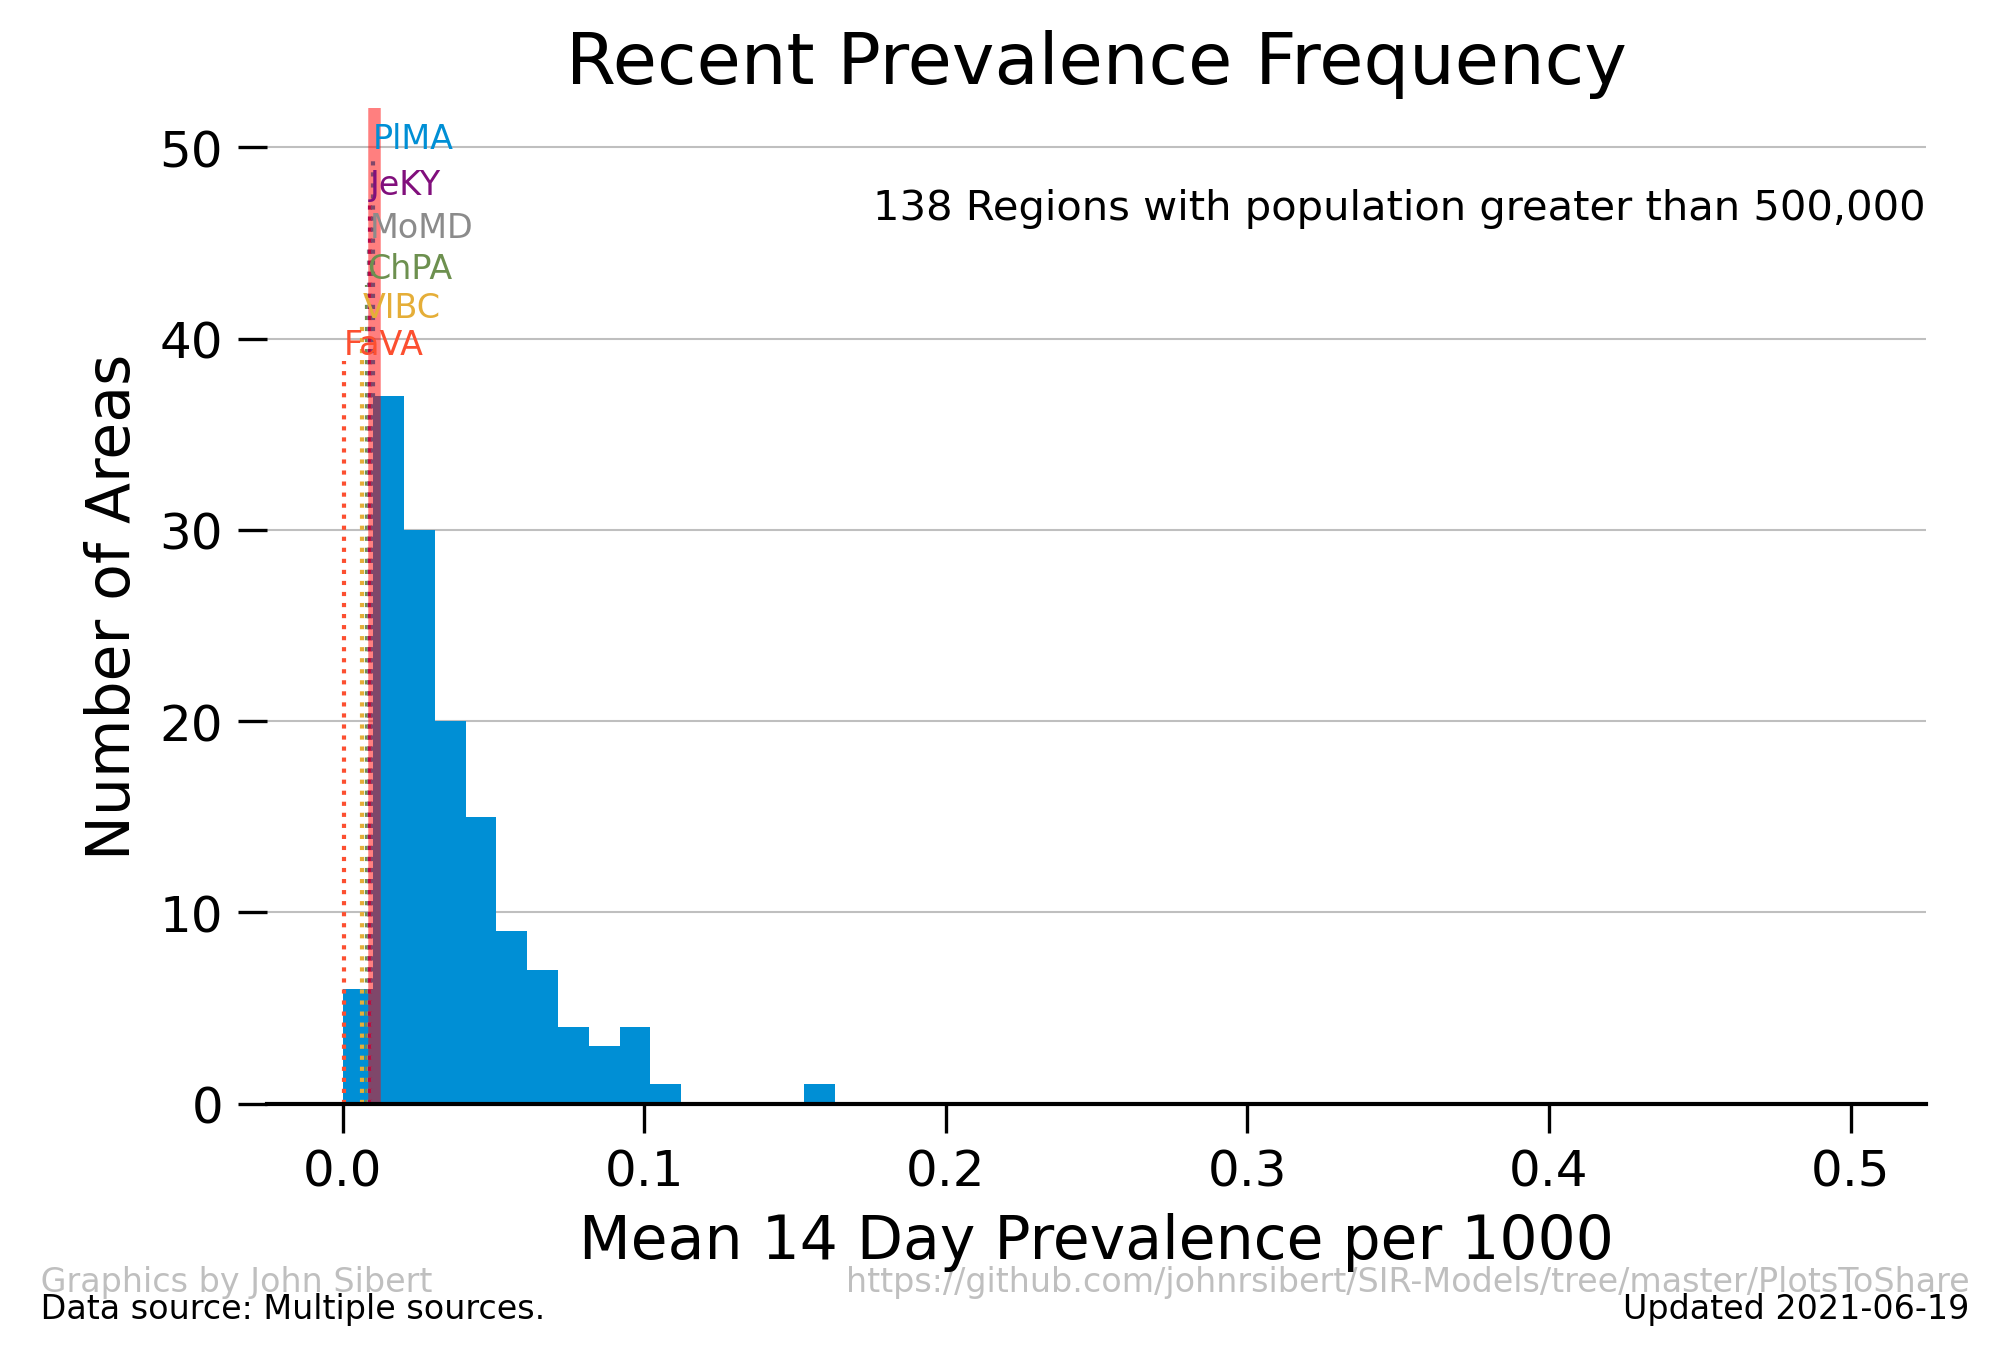 Recent Prevalence Frequency
PlMA
50
JeKY
138 Regions with population greater than 500,000
MoMD
ChPA
VIBC
40
FaVA
Number of Areas
30
20
10
0
0.0 0.1 0.2 0.3 0.4 0.5
Mean 14 Day Prevalence per 1000
Graphics by John Sibert
https://github.com/johnrsibert/SIR-Models/tree/master/PlotsToShare
Data source: Multiple sources.
Updated 2021-06-19